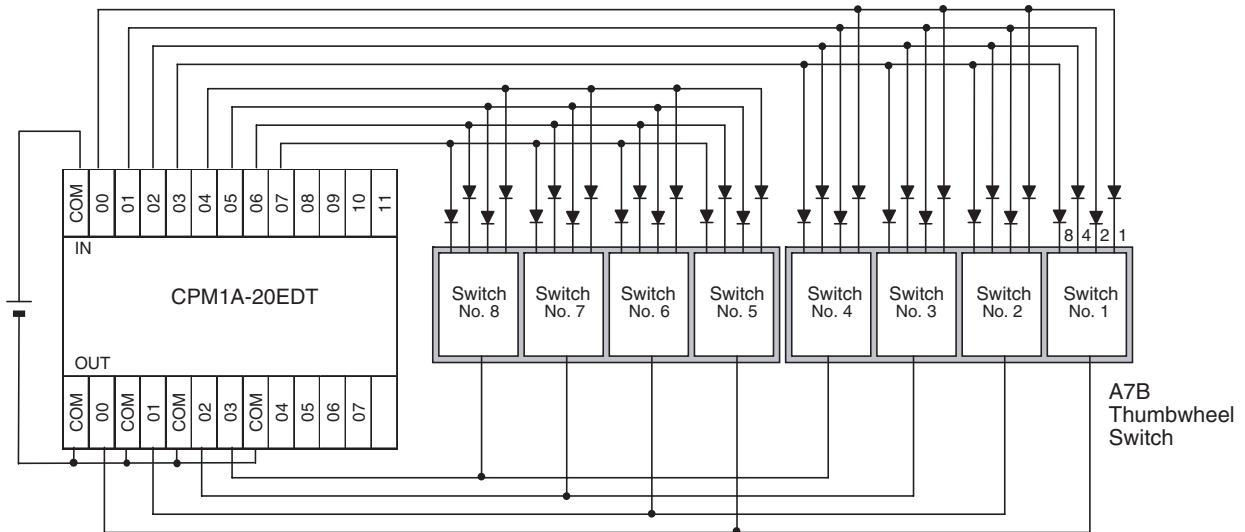 COM 00 01 02 03 04 05 06 07 08 09 10 11
IN
CPM1A-20EDT
OUT
COM 00 COM 01 COM 02 03 COM 04 05 06 07
8 4 2 1
Switch No. 8
Switch No. 7
Switch No. 6
Switch No. 5
Switch No. 4
Switch No. 3
Switch No. 2
Switch No. 1
A7B
Thumbwheel
Switch